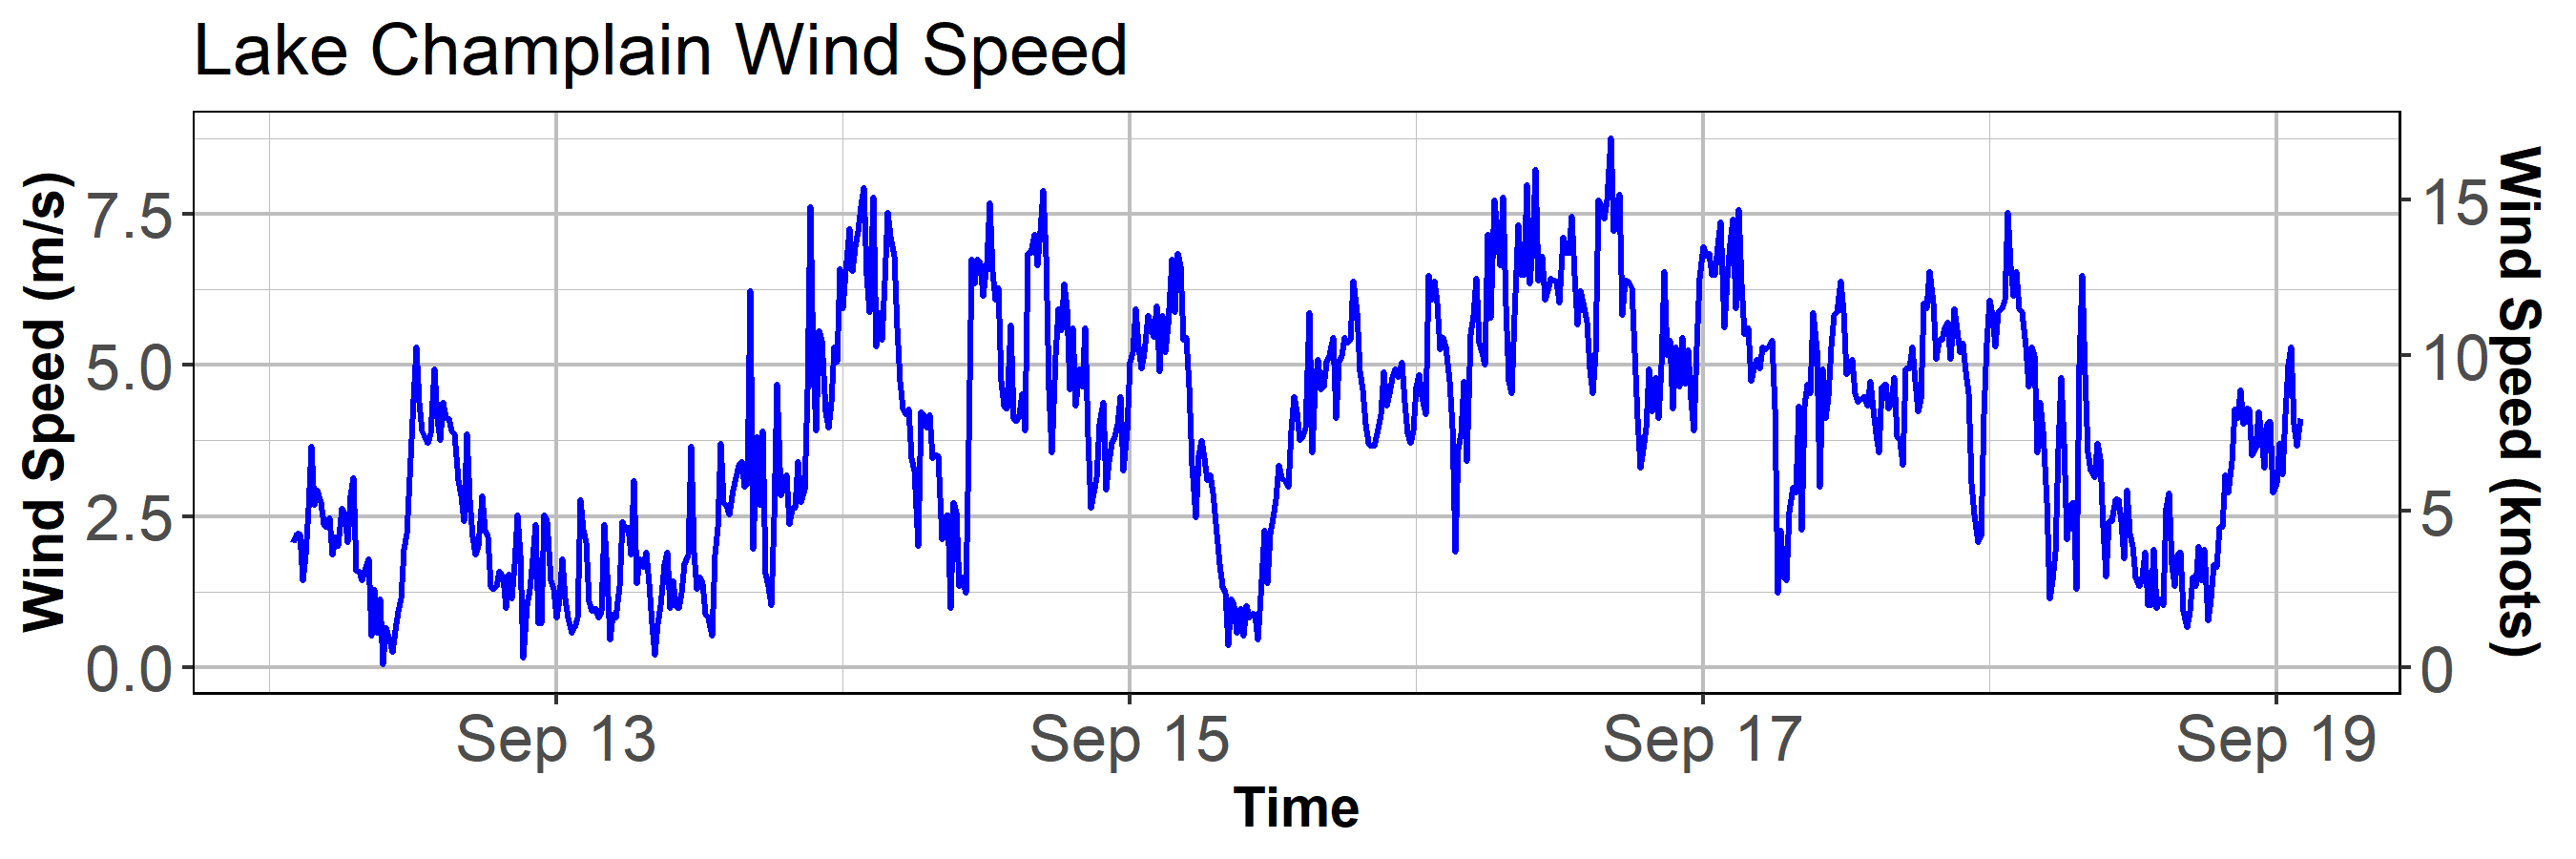 Lake Champlain Wind Speed
Wind Speed (m/s)
7.5
5.0
2.5
0.0
15
10
5
0
Wind Speed (knots)
Sep 13
Sep 15
Sep 17
Sep 19
Time